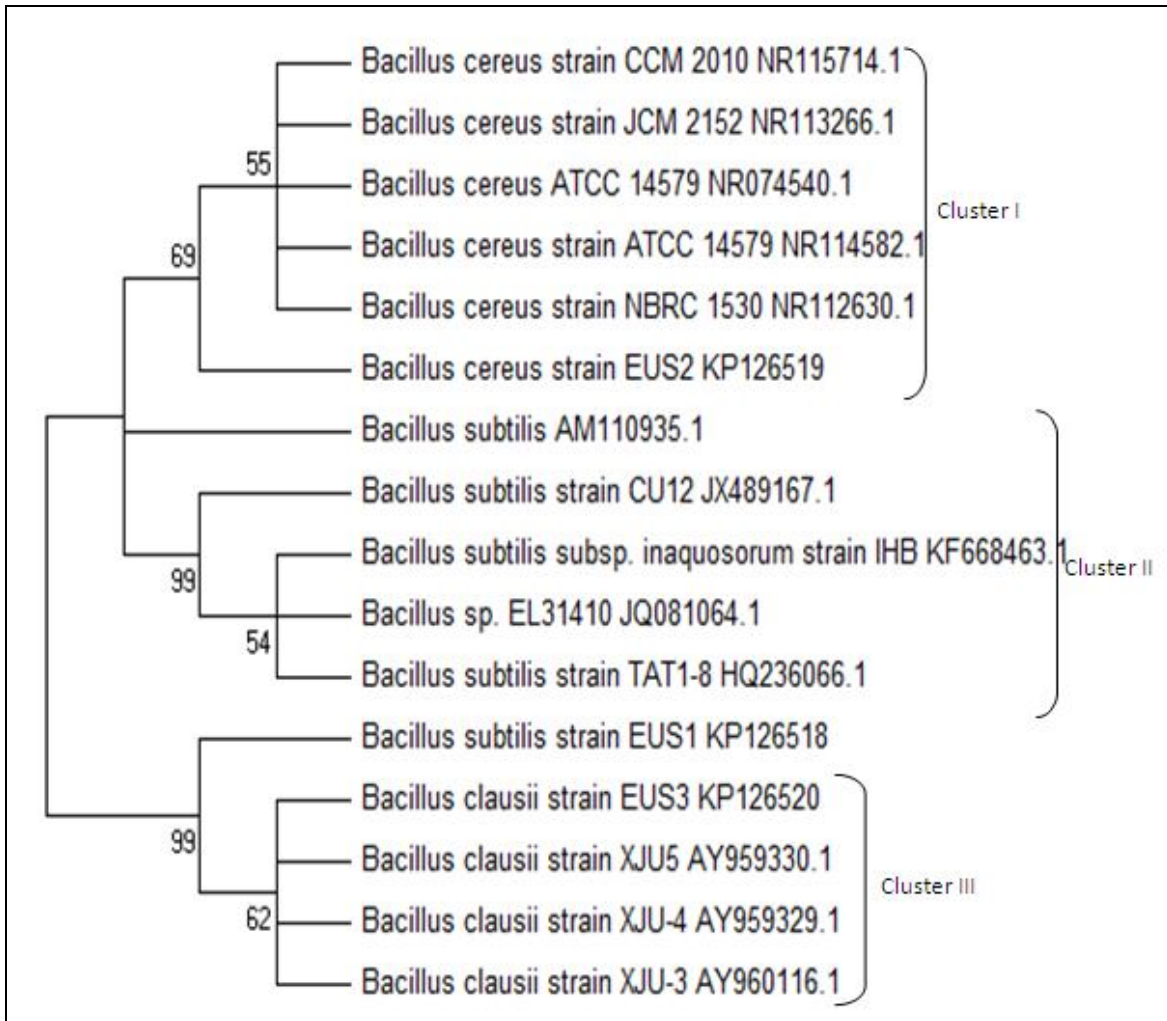 Bacillus cereus strain CCM 2010 NR115714.1
Bacillus cereus strain JCM 2152 NR113266.1
55
Bacillus cereus ATCC 14579 NR074540.1
Cluster I
Bacillus cereus strain ATCC 14579 NR114582.1
69
Bacillus cereus strain NBRC 1530 NR112630.1
Bacillus cereus strain EUS2 KP126519
Bacillus subtilis AM110935.1
Bacillus subtilis strain CU12 JX489167.1
Bacillus subtilis subsp. inaquosorum strain IHB KF668463.1
Cluster II
99
Bacillus sp. EL31410 JQ081064.1
54
Bacillus subtilis strain TAT1-8 HQ236066.1
Bacillus subtilis strain EUS1 KP126518
Bacillus clausii strain EUS3 KP126520
99
Bacillus clausii strain XJU5 AY959330.1
Cluster III
62
Bacillus clausii strain XJU-4 AY959329.1
Bacillus clausii strain XJU-3 AY960116.1